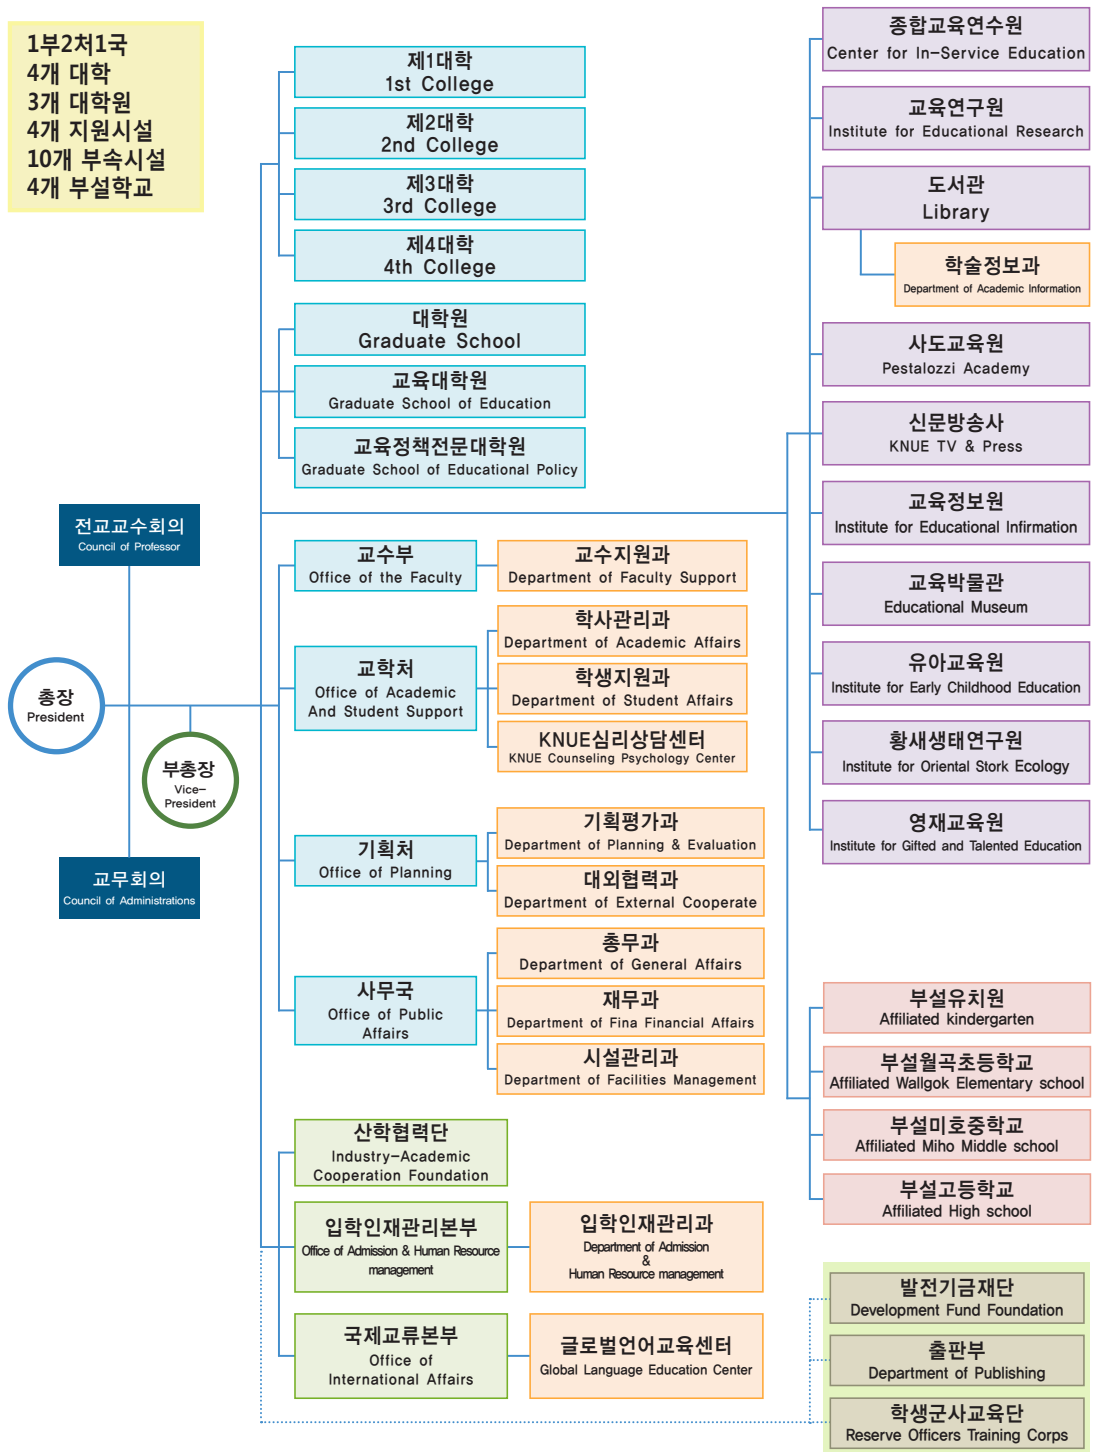 1부2처1국
4개 대학
3개 대학원
4개 지원시설
10개 부속시설
4개 부설학교
제1대학
1st College
제2대학
2nd College
제3대학
3rd College
제4대학
4th College
대학원
Graduate School
교육대학원
Graduate School of Education
교육정책전문대학원
Graduate School of Educational Policy
전교교수회의
Council of Professor
총장
President
부총장
Vice-
President
교무회의
Council of Administrations
교수부
Office of the Faculty
교수지원과
Department of Faculty Support
교학처
Office of Academic
And Student Support
학사관리과
Department of Academic Affairs
학생지원과
Department of Student Affairs
KNUE심리상담센터
KNUE Counseling Psychology Center
기획처
Office of Planning
기획평가과
Department of Planning & Evaluation
대외협력과
Department of External Cooperate
사무국
Office of Public
Affairs
총무과
Department of General Affairs
재무과
Department of Fina Financial Affairs
시설관리과
Department of Facilities Management
산학협력단
Industry-Academic
Cooperation Foundation
입학인재관리본부
Office of Admission & Human Resource
management
입학인재관리과
Department of Admission
&
Human Resource management
국제교류본부
Office of
International Affairs
글로벌언어교육센터
Global Language Education Center
종합교육연수원
Center for In-Service Education
교육연구원
Institute for Educational Research
도서관
Library
학술정보과
Department of Academic Information
사도교육원
Pestalozzi Academy
신문방송사
KNUE TV & Press
교육정보원
Institute for Educational Infirmation
교육박물관
Educational Museum
유아교육원
Institute for Early Childhood Education
황새생태연구원
Institute for Oriental Stork Ecology
영재교육원
Institute for Gifted and Talented Education
부설유치원
Affiliated kindergarten
부설월곡초등학교
Affiliated Wallgok Elementary school
부설미호중학교
Affiliated Miho Middle school
부설고등학교
Affiliated High school
발전기금재단
Development Fund Foundation
출판부
Department of Publishing
학생군사교육단
Reserve Officers Training Corps